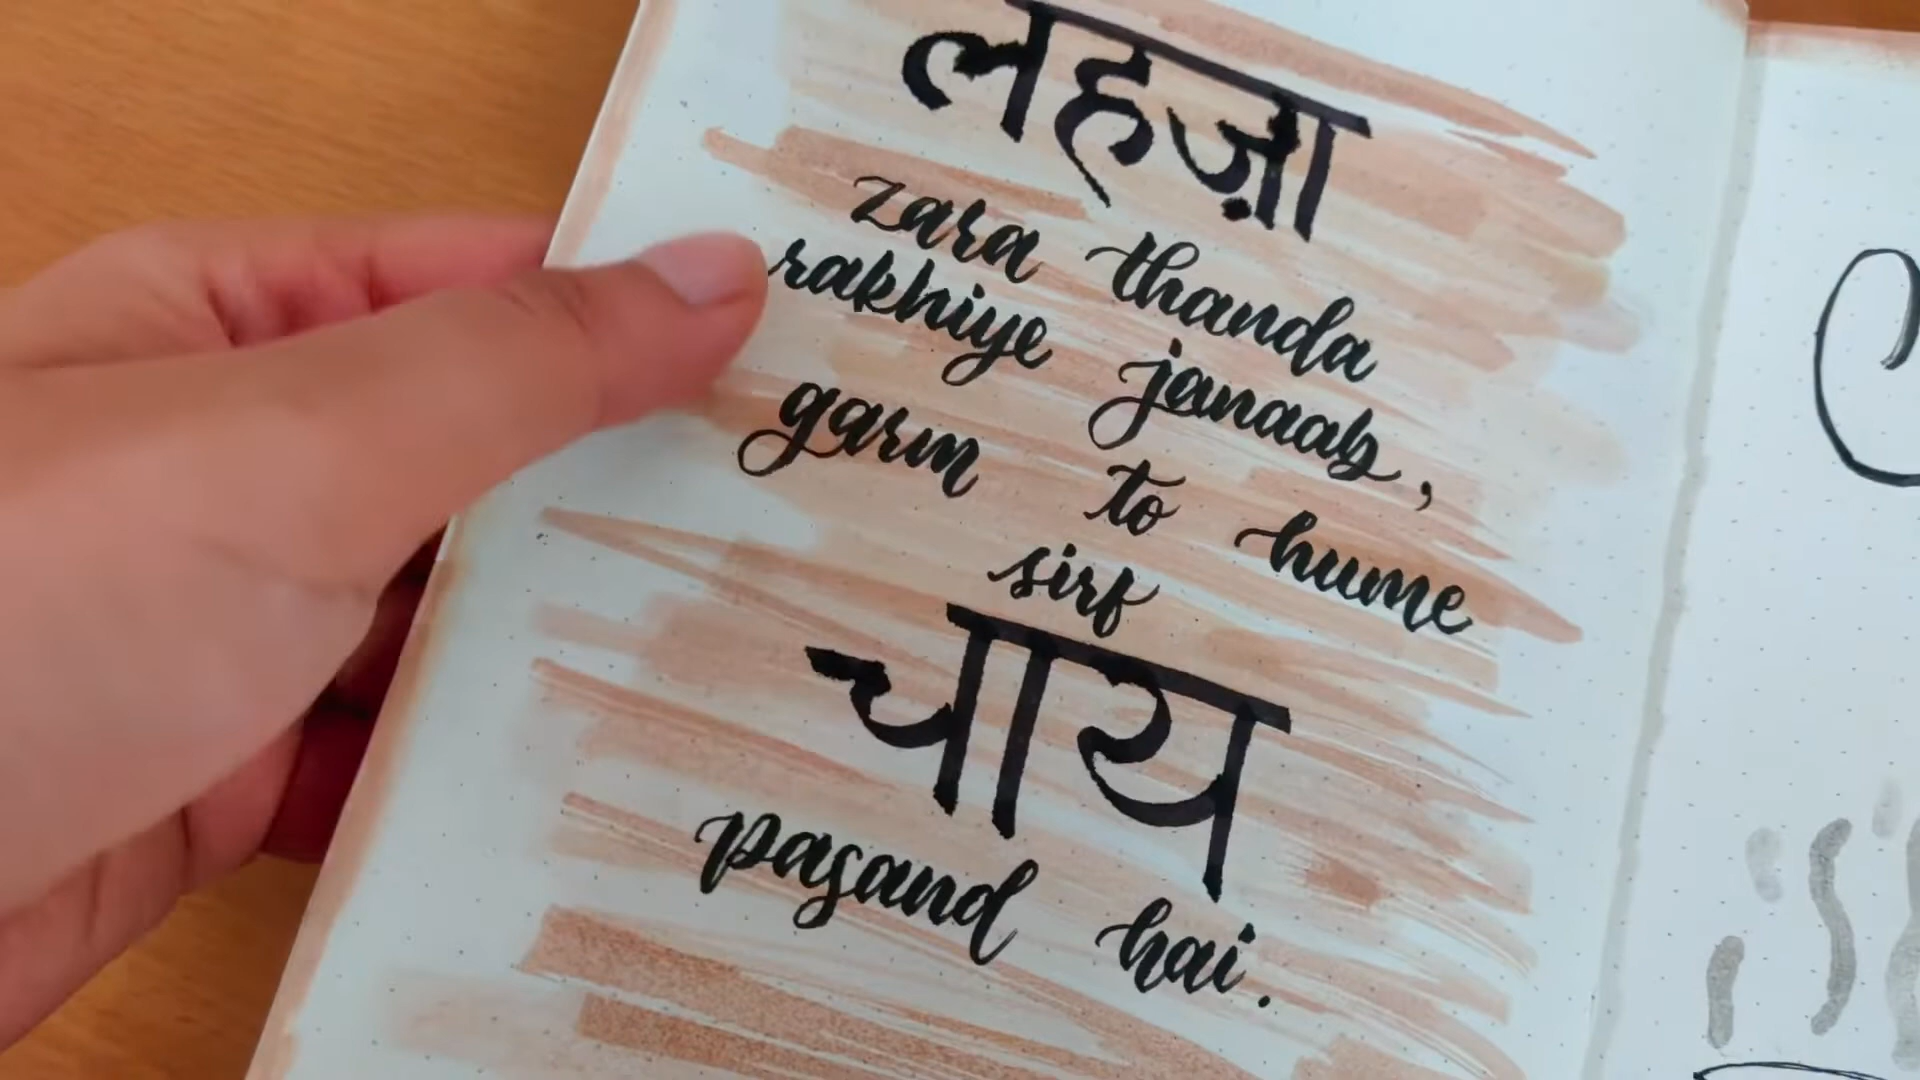 लहज़ा
zara thanda
rakhiye janaab,
garm to hume
sirf
चाय
pasand hai.